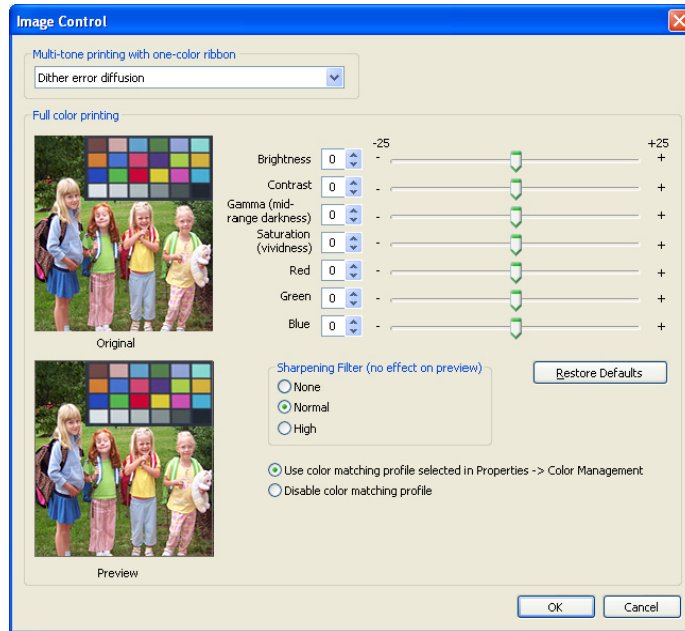 Image Control
Multi-tone printing with one-color ribbon
Dither error diffusion
Full color printing
-25 +25
Brightness 0 - +
Contrast 0 - +
Gamma (mid-
range darkness) 0 - +
Saturation
(vividness) 0 - +
Red 0 - +
Green 0 - +
Blue 0 - +
Original
Sharpening Filter (no effect on preview)
None
Normal
High
Restore Defaults
Use color matching profile selected in Properties -> Color Management
Disable color matching profile
Preview
OK Cancel